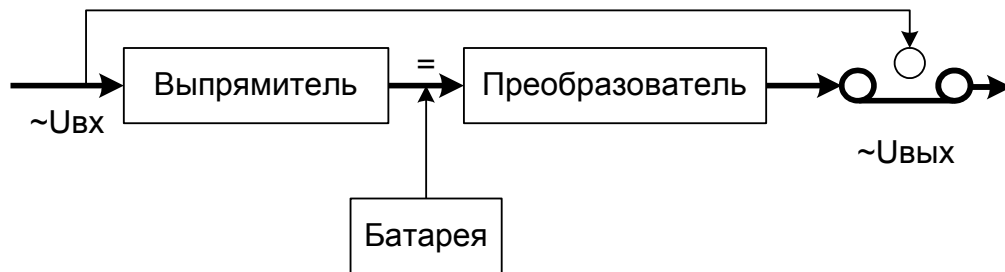 Выпрямитель
=
Преобразователь
~Uвх
~Uвых
Батарея